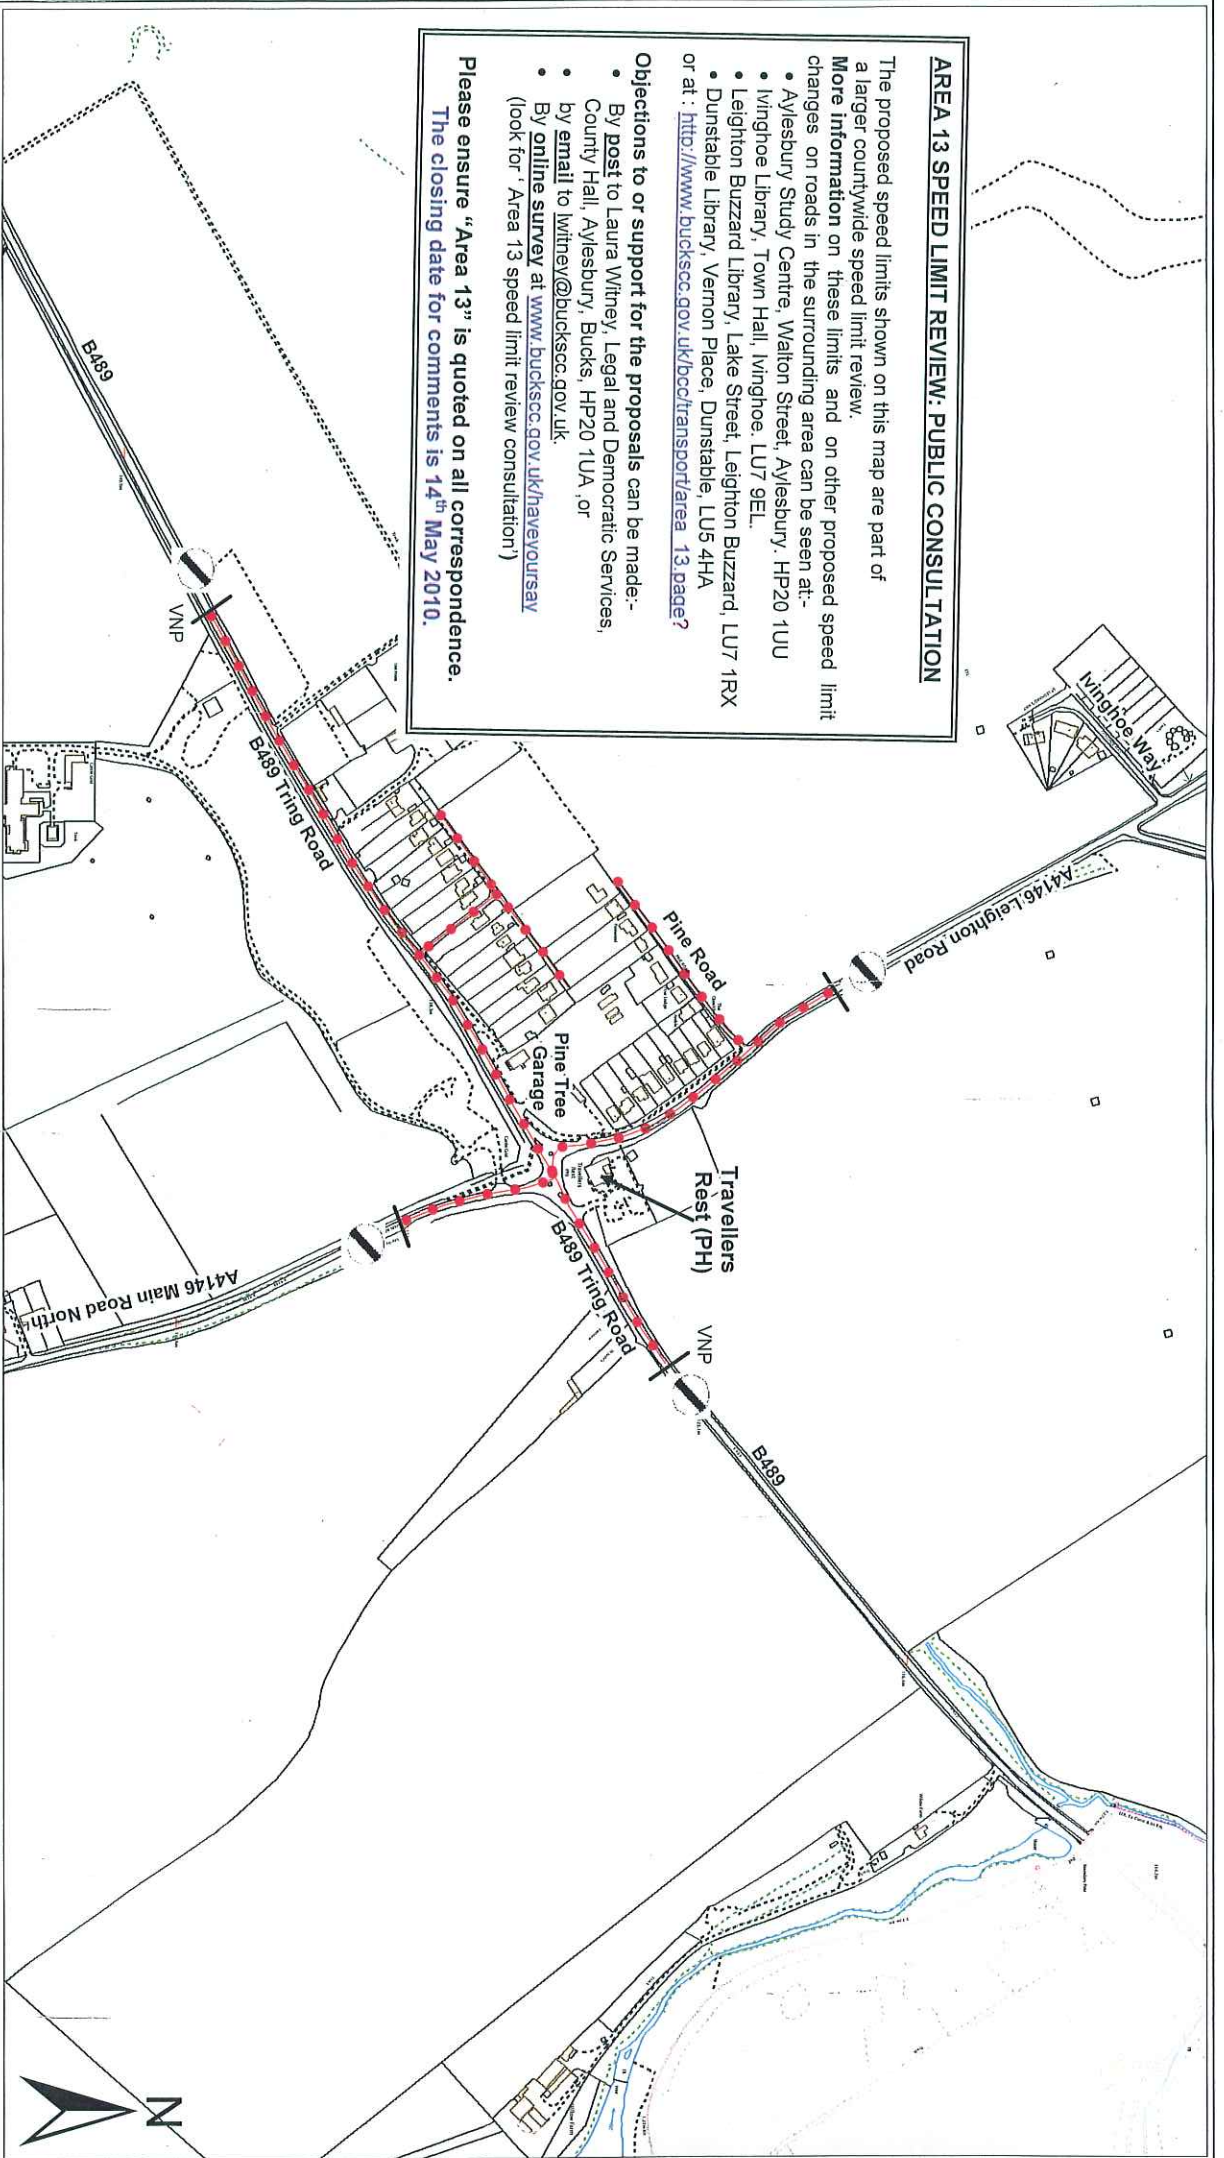 AREA 13 SPEED LIMIT REVIEW: PUBLIC CONSULTATION
The proposed speed limits shown on this map are part of
a larger countywide speed limit review.
More information on these limits and on other proposed speed limit
changes on roads in the surrounding area can be seen at:-
• Aylesbury Study Centre, Walton Street, Aylesbury. HP20 1UU
• Ivinghoe Library, Town Hall, Ivinghoe. LU7 9EL.
• Leighton Buzzard Library, Lake Street, Leighton Buzzard, LU7 1RX
• Dunstable Library, Vernon Place, Dunstable, LU5 4HA
or at : http://www.buckscc.gov.uk/bcc/transport/area_13.page?
Objections to or support for the proposals can be made:-
• By post to Laura Witney, Legal and Democratic Services,
County Hall, Aylesbury, Bucks, HP20 1UA ,or
• by email to lwitney@buckscc.gov.uk.
• By online survey at www.buckscc.gov.uk/haveyoursay
(look for ' Area 13 speed limit review consultation')
Please ensure "Area 13" is quoted on all correspondence.
The closing date for comments is 14th May 2010.
Ivinghoe Way
A4146 Leighton Road
Pine Road
Travellers
Rest (PH)
Pine Tree
Garage
B489
VNP
B489 Tring Road
B489 Tring Road
VNP
B489
A4146 Main Road North
N